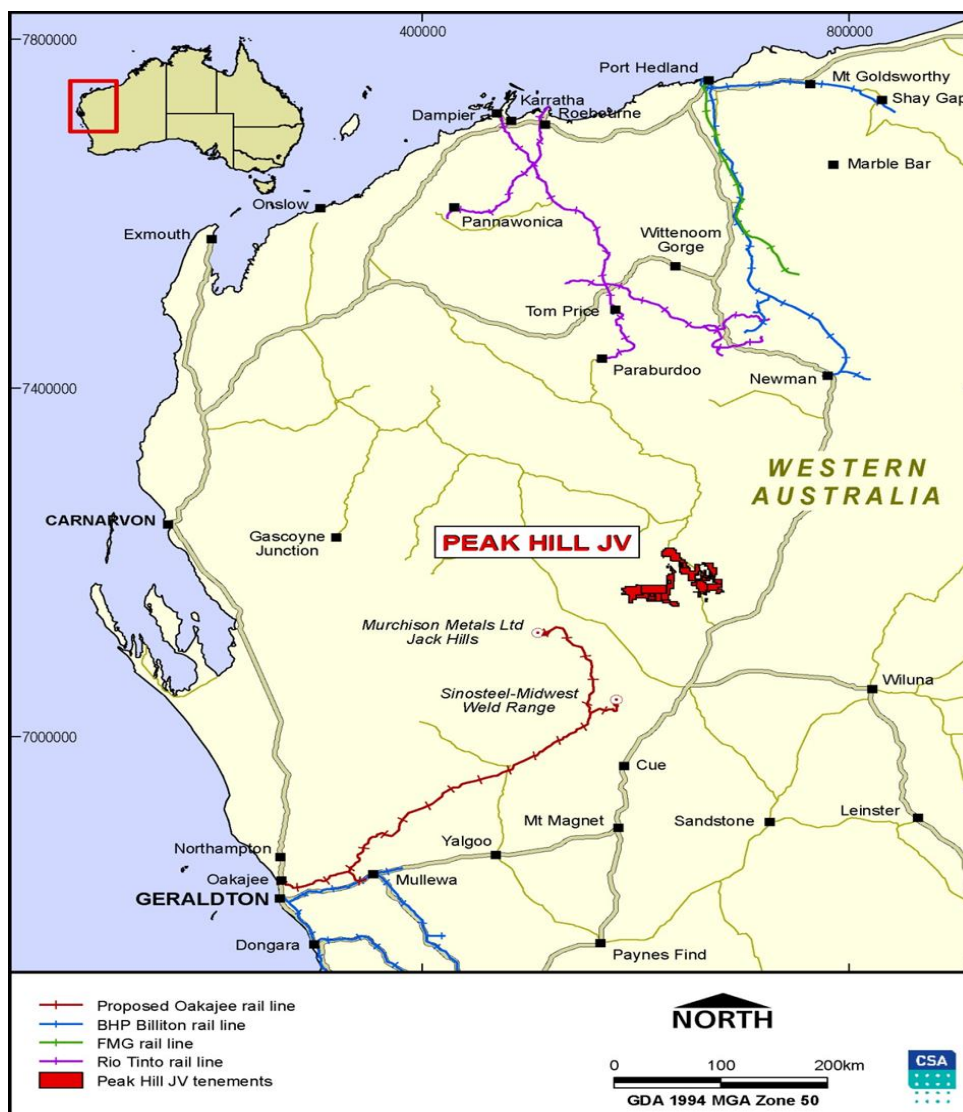 400000
800000
7800000
Port Hedland
Mt Goldsworthy
Shay Gap
Karratha
Dampier
Roebourne
Marble Bar
Onslow
Pannawonica
Exmouth
Wittenoom
Gorge
Tom Price
Paraburdoo
7400000
Newman
WESTERN
AUSTRALIA
CARNARVON
Gascoyne
Junction
PEAK HILL JV
Murchison Metals Ltd
Jack Hills
Sinosteel-Midwest
Weld Range
Wiluna
7000000
Cue
Mt Magnet
Sandstone
Leinster
Yalgoo
Northampton
Oakajee
Mullewa
GERALDTON
Dongara
Paynes Find
Proposed Oakajee rail line
BHP Billiton rail line
FMG rail line
Rio Tinto rail line
Peak Hill JV tenements
NORTH
0 100 200km
GDA 1994 MGA Zone 50
CSA